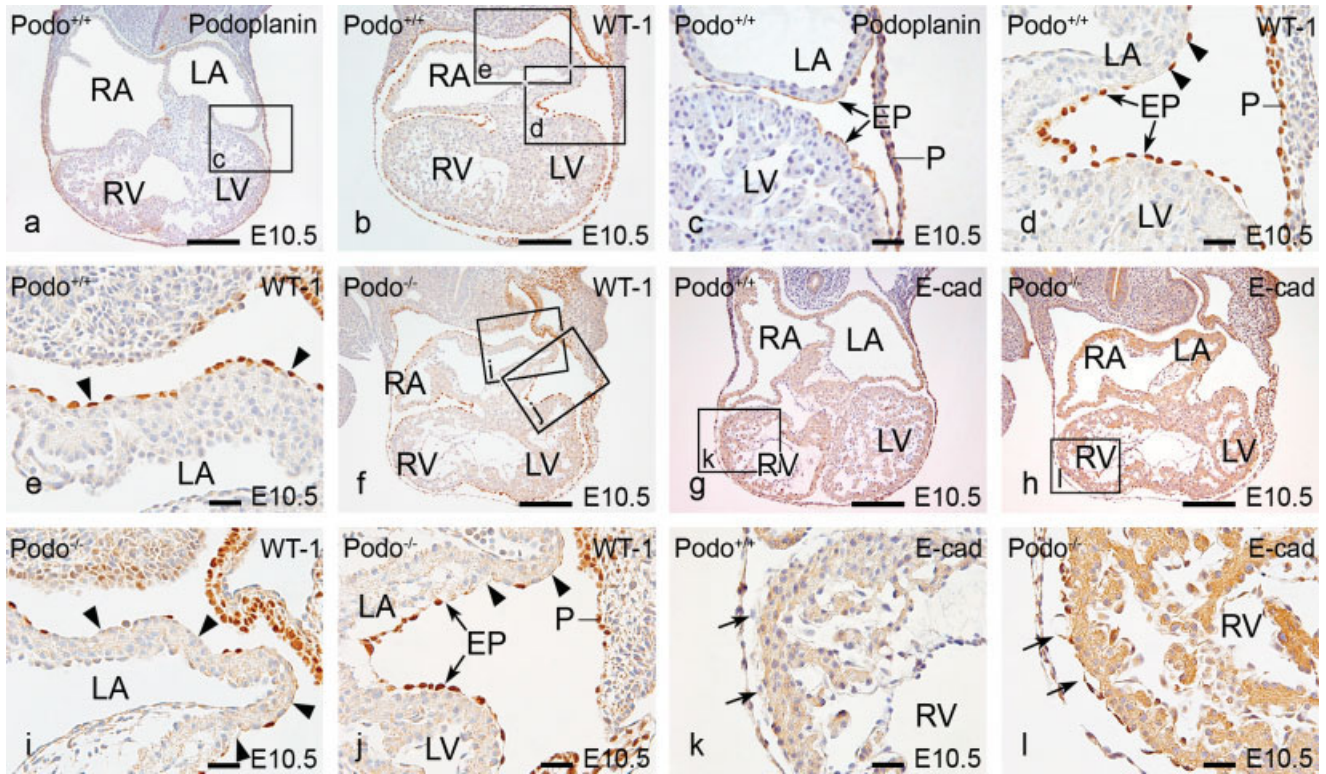 Podo+/+ Podoplanin
LA
RA
c
RV LV
a E10.5
Podo+/+ WT-1
e
RA LA
d
RV LV
b E10.5
Podo+/+ Podoplanin
LA
EP
P
LV
c E10.5
Podo+/+ WT-1
LA
EP P
LV
d E10.5
Podo+/+ WT-1
LA
e E10.5
Podo-/- WT-1
i
RA j
RV LV
f E10.5
Podo+/+ E-cad
RA LA
k RV LV
g E10.5
Podo-/- E-cad
RA LA
RV LV
l
h E10.5
Podo-/- WT-1
LA
i E10.5
Podo-/- WT-1
LA P
EP
LV
j E10.5
Podo+/+ E-cad
RV
k E10.5
Podo-/- E-cad
RV
l E10.5